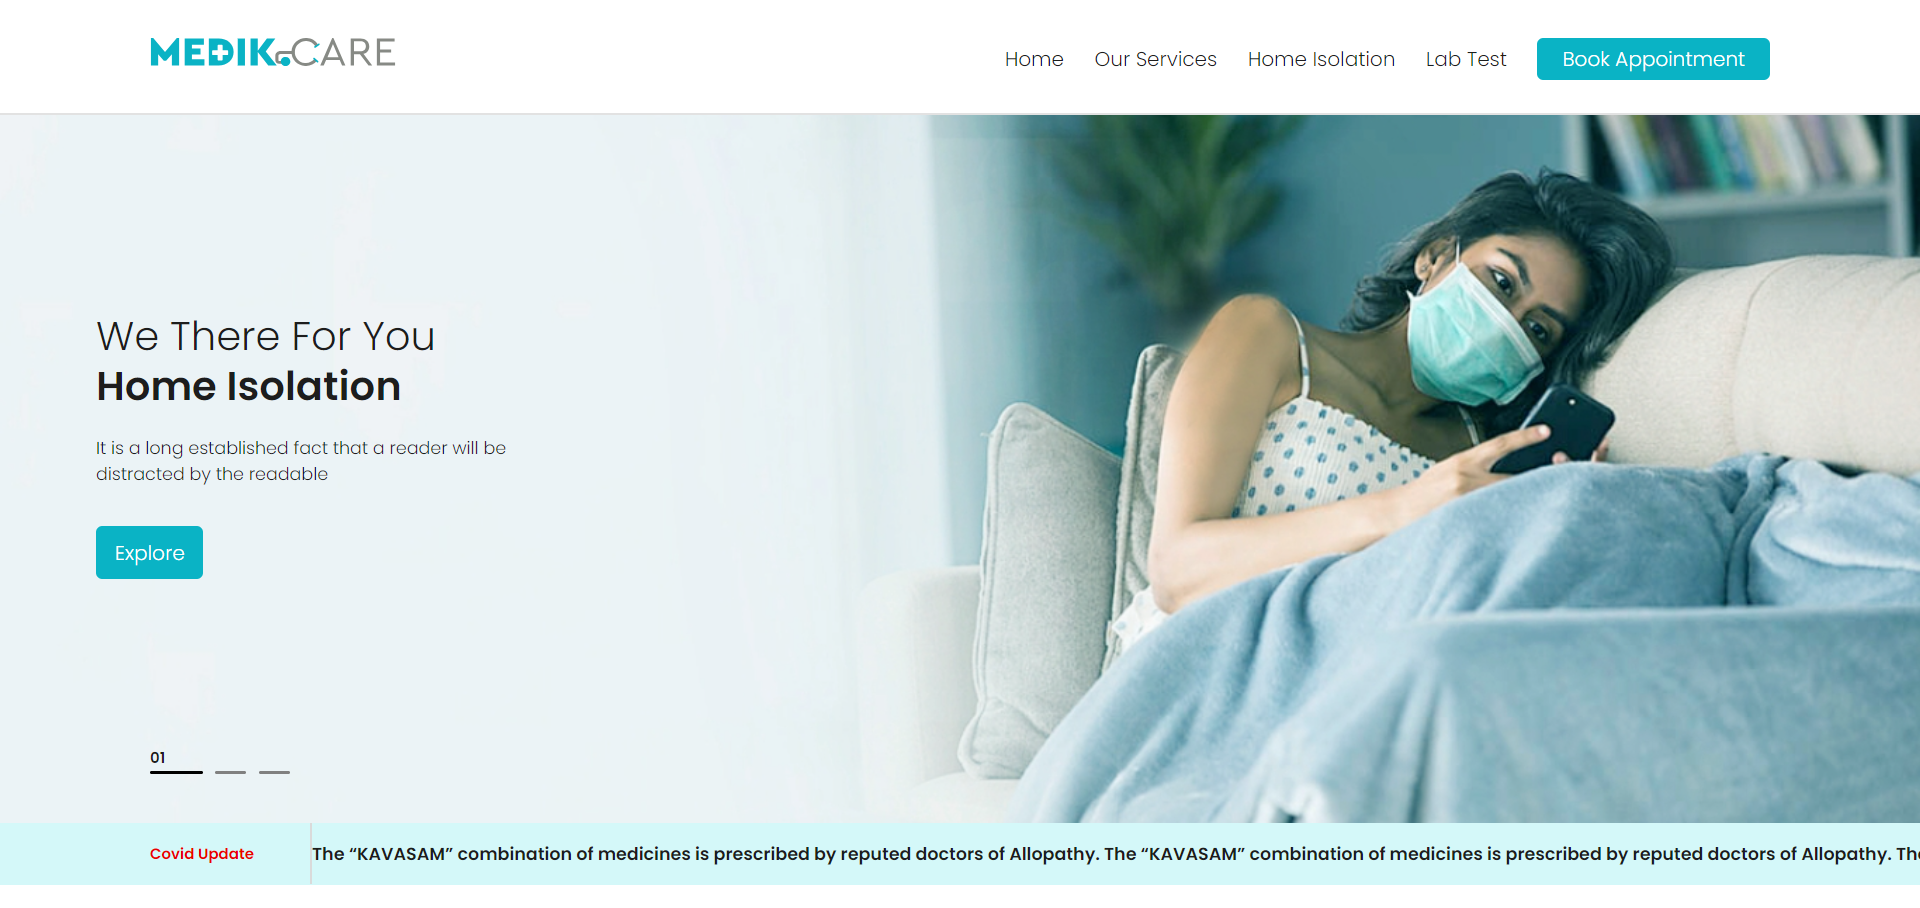 MEDIK CARE
Home Our Services Home Isolation Lab Test Book Appointment
We There For You
Home Isolation
It is a long established fact that a reader will be
distracted by the readable
Explore
01
Covid Update The “KAVASAM” combination of medicines is prescribed by reputed doctors of Allopathy. The “KAVASAM” combination of medicines is prescribed by reputed doctors of Allopathy.